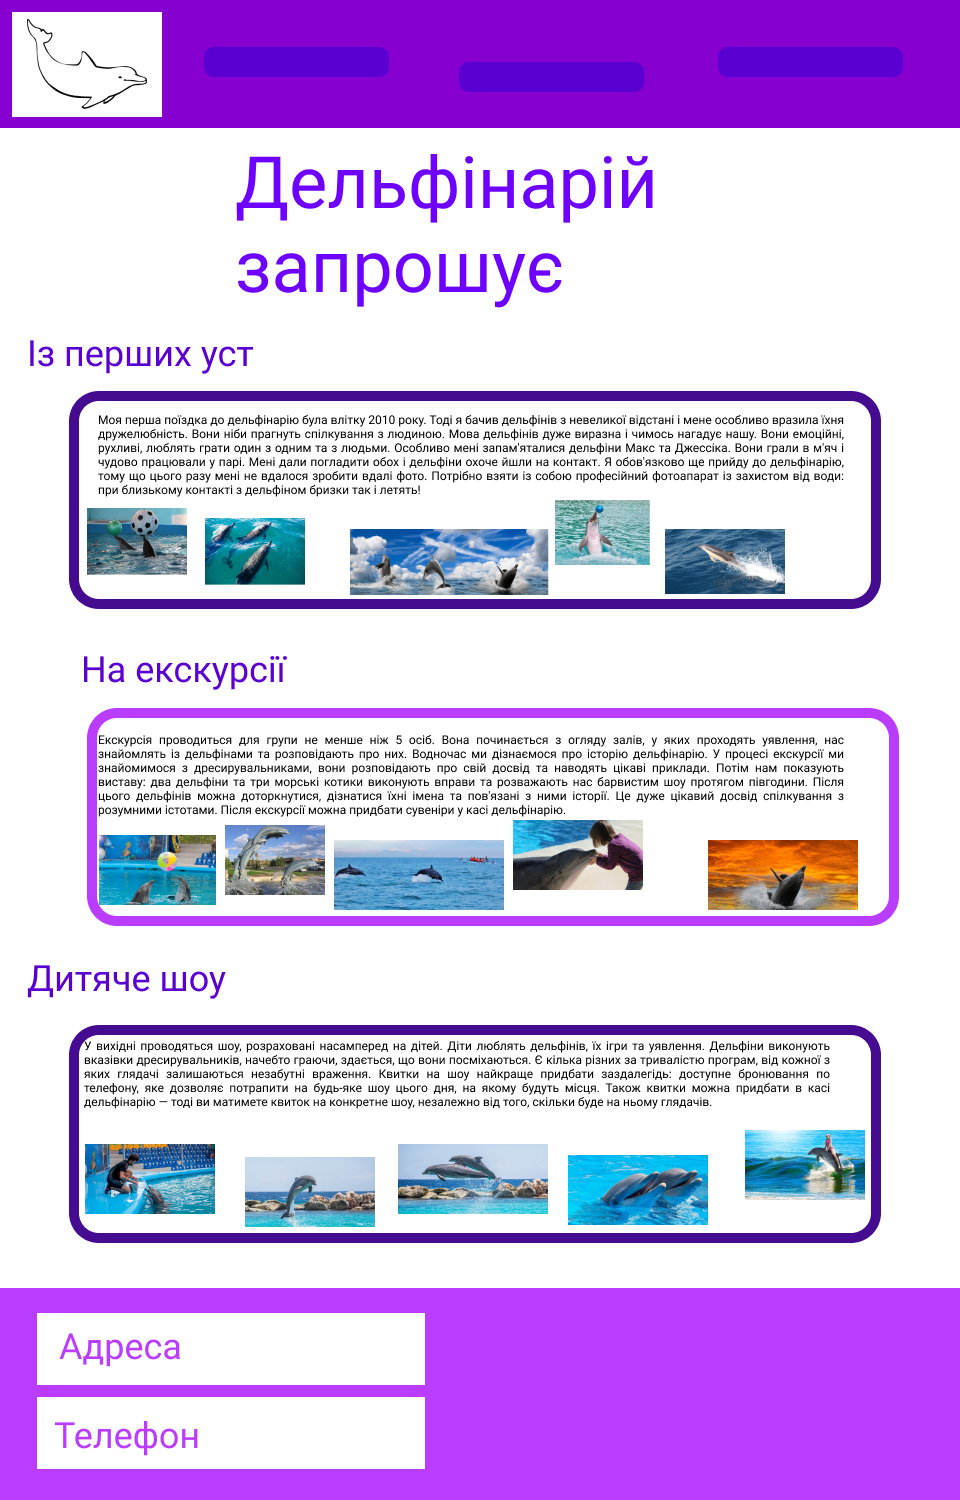 Дельфінарій
запрошує
Із перших уст
Моя перша поїздка до дельфінарію була влітку 2010 року. Тоді я бачив дельфінів з невеликої відстані і мене особливо вразила їхня
дружелюбність. Вони ніби прагнуть спілкування з людиною. Мова дельфінів дуже виразна і чимось нагадує нашу. Вони емоційні,
рухливі, люблять грати один з одним та з людьми. Особливо мені запам'яталися дельфіни Макс та Джессіка. Вони грали в м'яч і
чудово працювали у парі. Мені дали погладити обох і дельфіни охоче йшли на контакт. Я обов'язково ще прийду до дельфінарію,
тому що цього разу мені не вдалося зробити вдалі фото. Потрібно взяти із собою професійний фотоапарат із захистом від води:
при близькому контакті з дельфіном бризки так і летять!
На екскурсії
Екскурсія проводиться для групи не менше ніж 5 осіб. Вона починається з огляду залів, у яких проходять уявлення, нас
знайомлять із дельфінами та розповідають про них. Водночас ми дізнаємося про історію дельфінарію. У процесі екскурсії ми
знайомимося з дресирувальниками, вони розповідають про свій досвід та наводять цікаві приклади. Потім нам показують
виставу: два дельфіни та три морські котики виконують вправи та розважають нас барвистим шоу протягом півгодини. Після
цього дельфінів можна доторкнутися, дізнатися їхні імена та пов'язані з ними історії. Це дуже цікавий досвід спілкування з
розумними істотами. Після екскурсії можна придбати сувеніри у касі дельфінарію.
Дитяче шоу
У вихідні проводяться шоу, розраховані насамперед на дітей. Діти люблять дельфінів, їх ігри та уявлення. Дельфіни виконують
вказівки дресирувальників, начебто граючи, здається, що вони посміхаються. Є кілька різних за тривалістю програм, від кожної з
яких глядачі залишаються незабутні враження. Квитки на шоу найкраще придбати заздалегідь: доступне бронювання по
телефону, яке дозволяє потрапити на будь-яке шоу цього дня, на якому будуть місця. Також квитки можна придбати в касі
дельфінарію — тоді ви матимете квиток на конкретне шоу, незалежно від того, скільки буде на ньому глядачів.
Адреса
Телефон